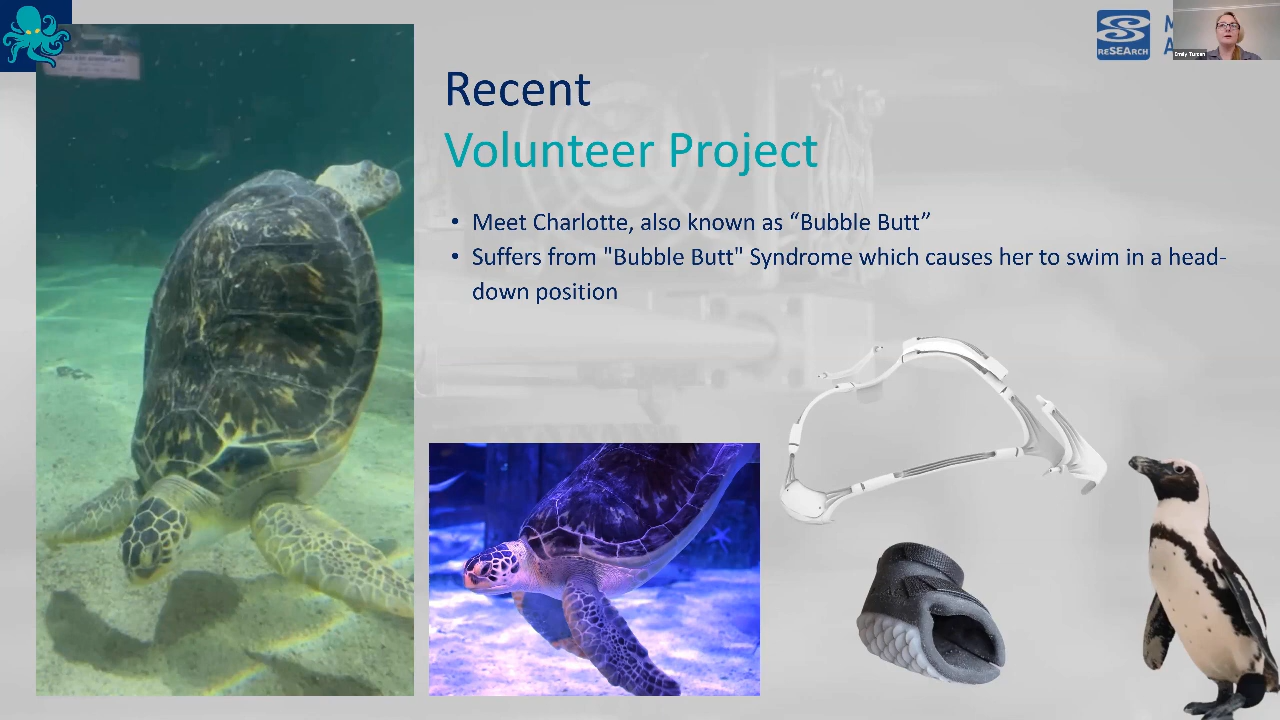 Recent
Volunteer Project
• Meet Charlotte, also known as “Bubble Butt”
• Suffers from "Bubble Butt" Syndrome which causes her to swim in a head-
down position
reSEArch